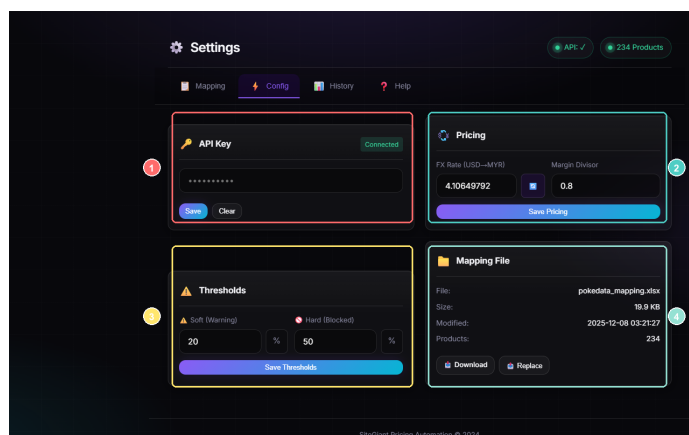 Settings
API: ✓
234 Products
Mapping
Config
History
Help
1
API Key
Connected
••••••••••
Save
Clear
2
Pricing
FX Rate (USD→MYR)
Margin Divisor
4.10649792
0.8
Save Pricing
3
Thresholds
Soft (Warning)
Hard (Blocked)
20
%
50
%
Save Thresholds
4
Mapping File
File:
pokedata_mapping.xlsx
Size:
19.9 KB
Modified:
2025-12-08 03:21:27
Products:
234
Download
Replace
SiteGiant Pricing Automation © 2024